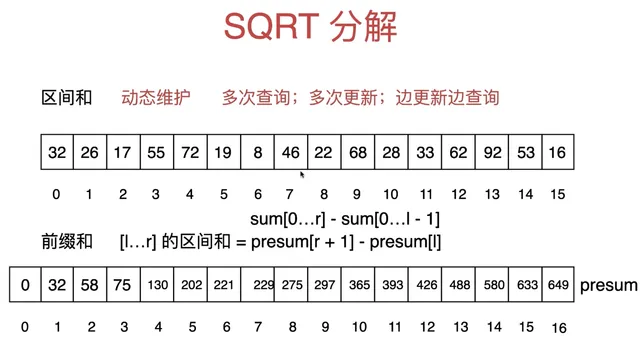 SQRT 分解
区间和 动态维护 多次查询；多次更新；边更新边查询
32 26 17 55 72 19 8 46 22 68 28 33 62 92 53 16
0 1 2 3 4 5 6 7 8 9 10 11 12 13 14 15
sum[0…r] - sum[0…l - 1]
前缀和 [l…r] 的区间和 = presum[r + 1] - presum[l]
0 32 58 75 130 202 221 229 275 297 365 393 426 488 580 633 649 presum
0 1 2 3 4 5 6 7 8 9 10 11 12 13 14 15 16